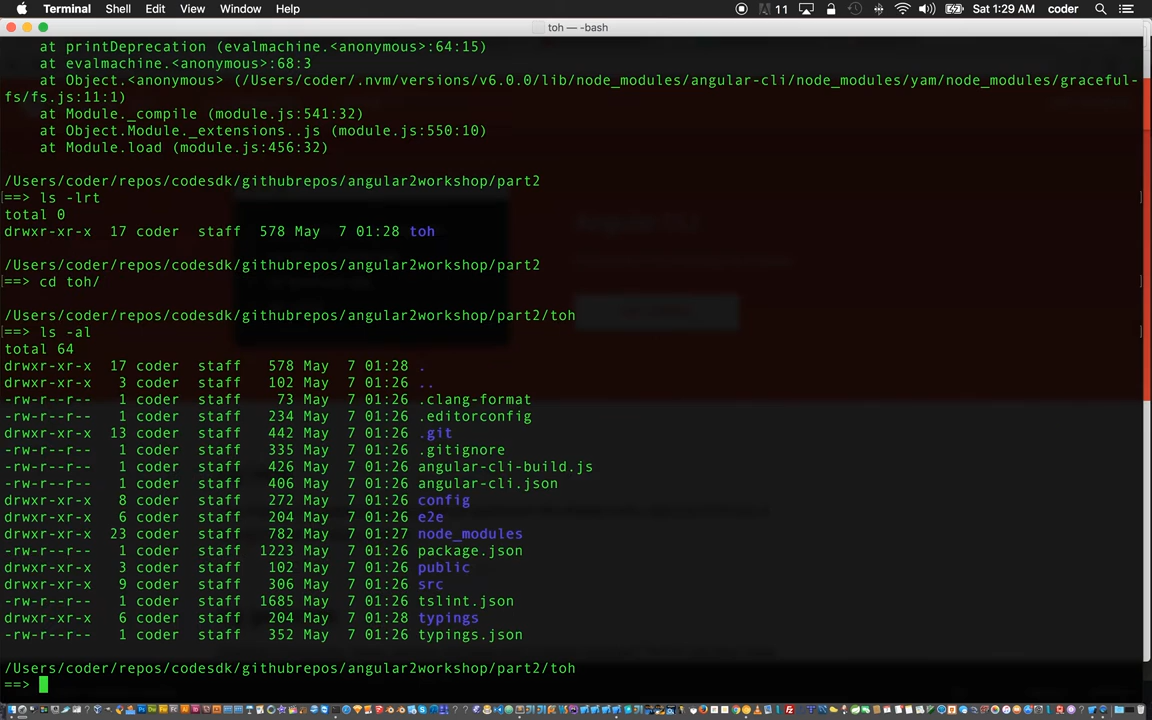 Terminal Shell Edit View Window Help 11 Sat 1:29 AM coder
toh — -bash
at printDeprecation (evalmachine.<anonymous>:64:15)
at evalmachine.<anonymous>:68:3
at Object.<anonymous> (/Users/coder/.nvm/versions/v6.0.0/lib/node_modules/angular-cli/node_modules/yam/node_modules/graceful-
fs/fs.js:11:1)
at Module._compile (module.js:541:32)
at Object.Module._extensions..js (module.js:550:10)
at Module.load (module.js:456:32)
/Users/coder/repos/codesdk/githubrepos/angular2workshop/part2
[==> ls -lrt ]
total 0
drwxr-xr-x 17 coder staff 578 May 7 01:28 toh
/Users/coder/repos/codesdk/githubrepos/angular2workshop/part2
[==> cd toh/ ]
/Users/coder/repos/codesdk/githubrepos/angular2workshop/part2/toh
[==> ls -al ]
total 64
drwxr-xr-x 17 coder staff 578 May 7 01:28 .
drwxr-xr-x 3 coder staff 102 May 7 01:26 ..
-rw-r--r-- 1 coder staff 73 May 7 01:26 .clang-format
-rw-r--r-- 1 coder staff 234 May 7 01:26 .editorconfig
drwxr-xr-x 13 coder staff 442 May 7 01:26 .git
-rw-r--r-- 1 coder staff 335 May 7 01:26 .gitignore
-rw-r--r-- 1 coder staff 426 May 7 01:26 angular-cli-build.js
-rw-r--r-- 1 coder staff 406 May 7 01:26 angular-cli.json
drwxr-xr-x 8 coder staff 272 May 7 01:26 config
drwxr-xr-x 6 coder staff 204 May 7 01:26 e2e
drwxr-xr-x 23 coder staff 782 May 7 01:27 node_modules
-rw-r--r-- 1 coder staff 1223 May 7 01:26 package.json
drwxr-xr-x 3 coder staff 102 May 7 01:26 public
drwxr-xr-x 9 coder staff 306 May 7 01:26 src
-rw-r--r-- 1 coder staff 1685 May 7 01:26 tslint.json
drwxr-xr-x 6 coder staff 204 May 7 01:28 typings
-rw-r--r-- 1 coder staff 352 May 7 01:26 typings.json
/Users/coder/repos/codesdk/githubrepos/angular2workshop/part2/toh
==>